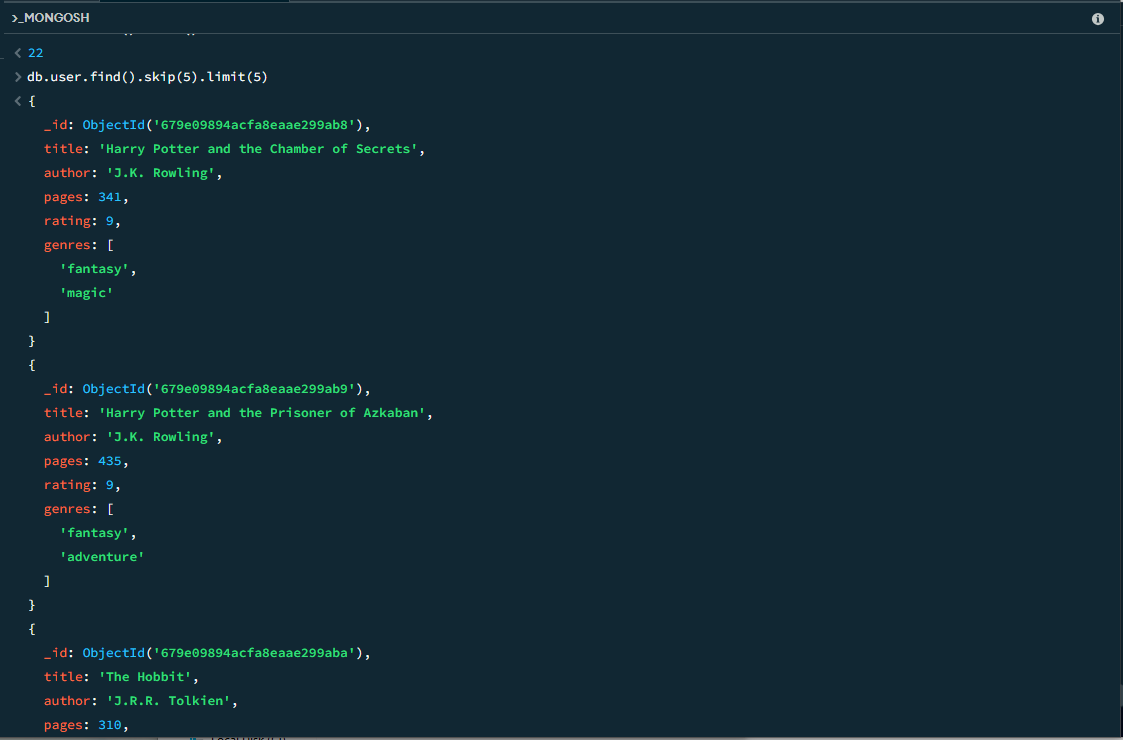 >_MONGOSH
22
db.user.find().skip(5).limit(5)
{
_id: ObjectId('679e09894acfa8eaae299ab8'),
title: 'Harry Potter and the Chamber of Secrets',
author: 'J.K. Rowling',
pages: 341,
rating: 9,
genres: [
'fantasy',
'magic'
]
}
{
_id: ObjectId('679e09894acfa8eaae299ab9'),
title: 'Harry Potter and the Prisoner of Azkaban',
author: 'J.K. Rowling',
pages: 435,
rating: 9,
genres: [
'fantasy',
'adventure'
]
}
{
_id: ObjectId('679e09894acfa8eaae299aba'),
title: 'The Hobbit',
author: 'J.R.R. Tolkien',
pages: 310,